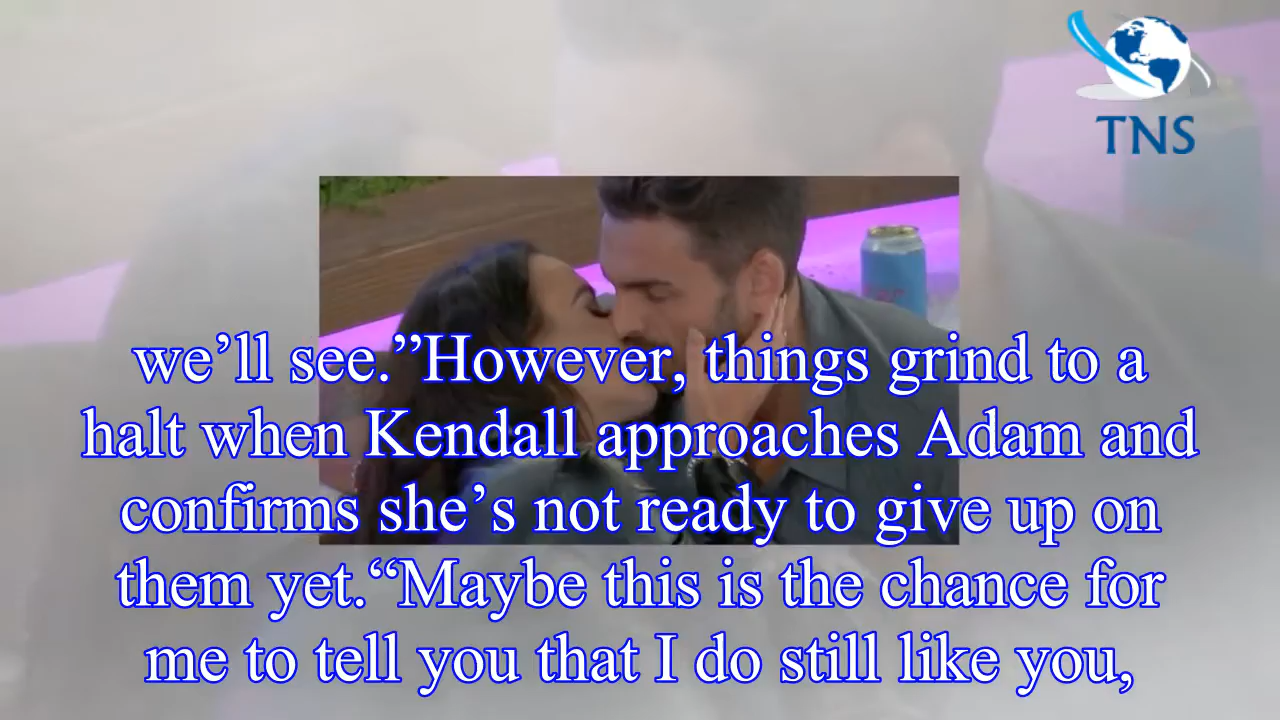 TNS
we’ll see.”However, things grind to a
halt when Kendall approaches Adam and
confirms she’s not ready to give up on
them yet.“Maybe this is the chance for
me to tell you that I do still like you,